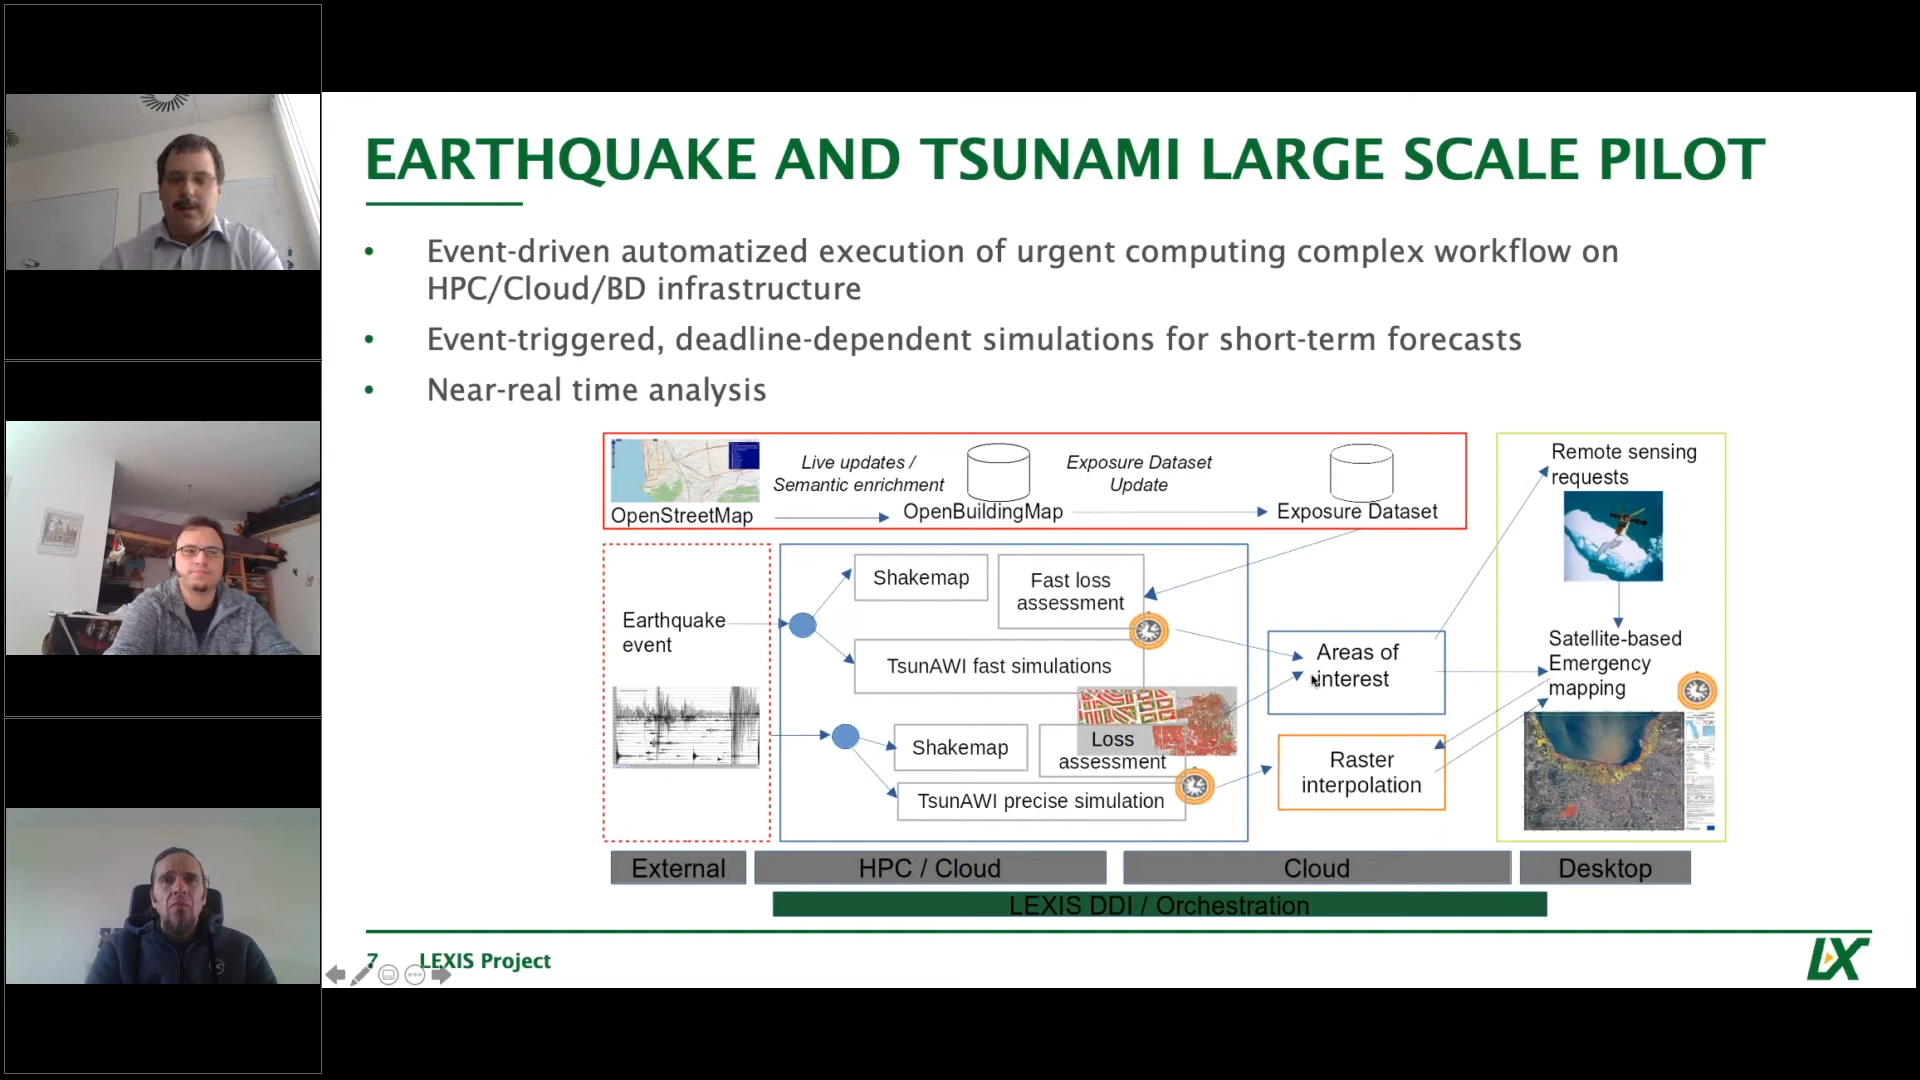 EARTHQUAKE AND TSUNAMI LARGE SCALE PILOT
• Event-driven automatized execution of urgent computing complex workflow on
HPC/Cloud/BD infrastructure
• Event-triggered, deadline-dependent simulations for short-term forecasts
• Near-real time analysis
Live updates /
Semantic enrichment
Exposure Dataset
Update
OpenStreetMap
OpenBuildingMap
Exposure Dataset
Remote sensing
requests
Earthquake
event
Shakemap
Fast loss
assessment
TsunAWI fast simulations
Shakemap
Loss
assessment
TsunAWI precise simulation
Areas of
interest
Raster
interpolation
Satellite-based
Emergency
mapping
External
HPC / Cloud
Cloud
Desktop
LEXIS DDI / Orchestration
7
LEXIS Project
LX